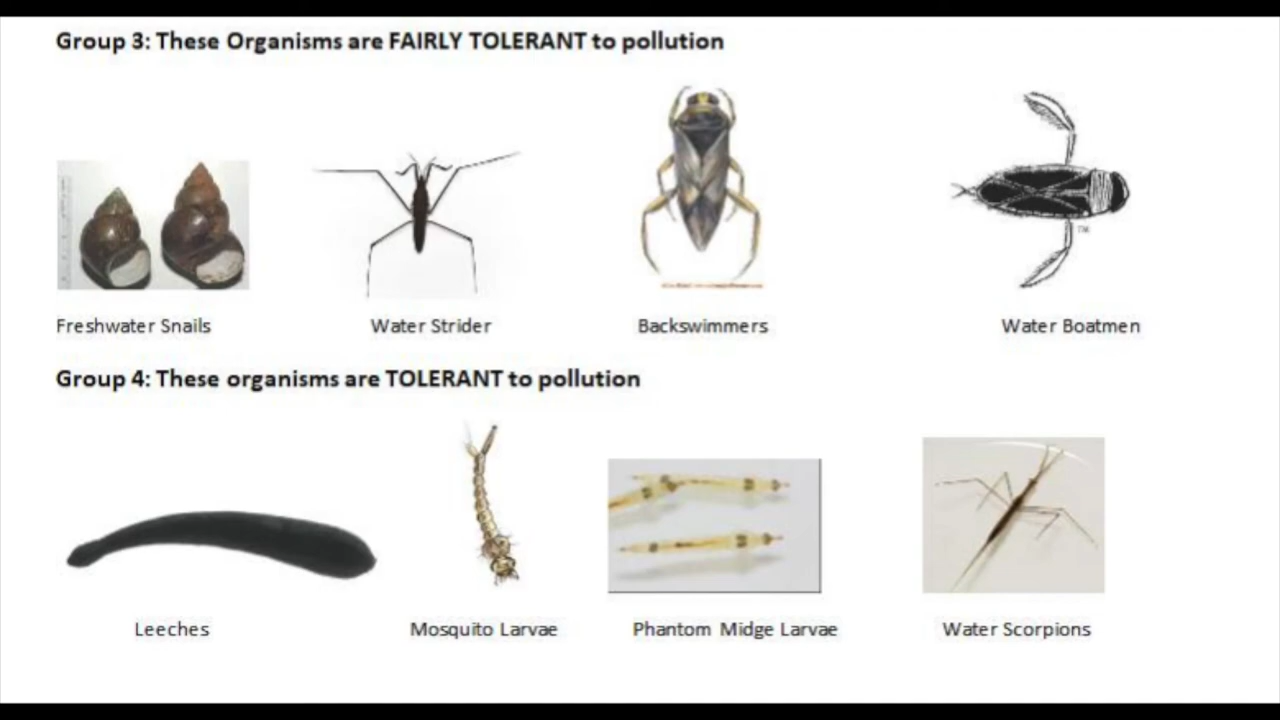 Group 3: These Organisms are FAIRLY TOLERANT to pollution
TM
Freshwater Snails Water Strider Backswimmers Water Boatmen
Group 4: These organisms are TOLERANT to pollution
Leeches Mosquito Larvae Phantom Midge Larvae Water Scorpions